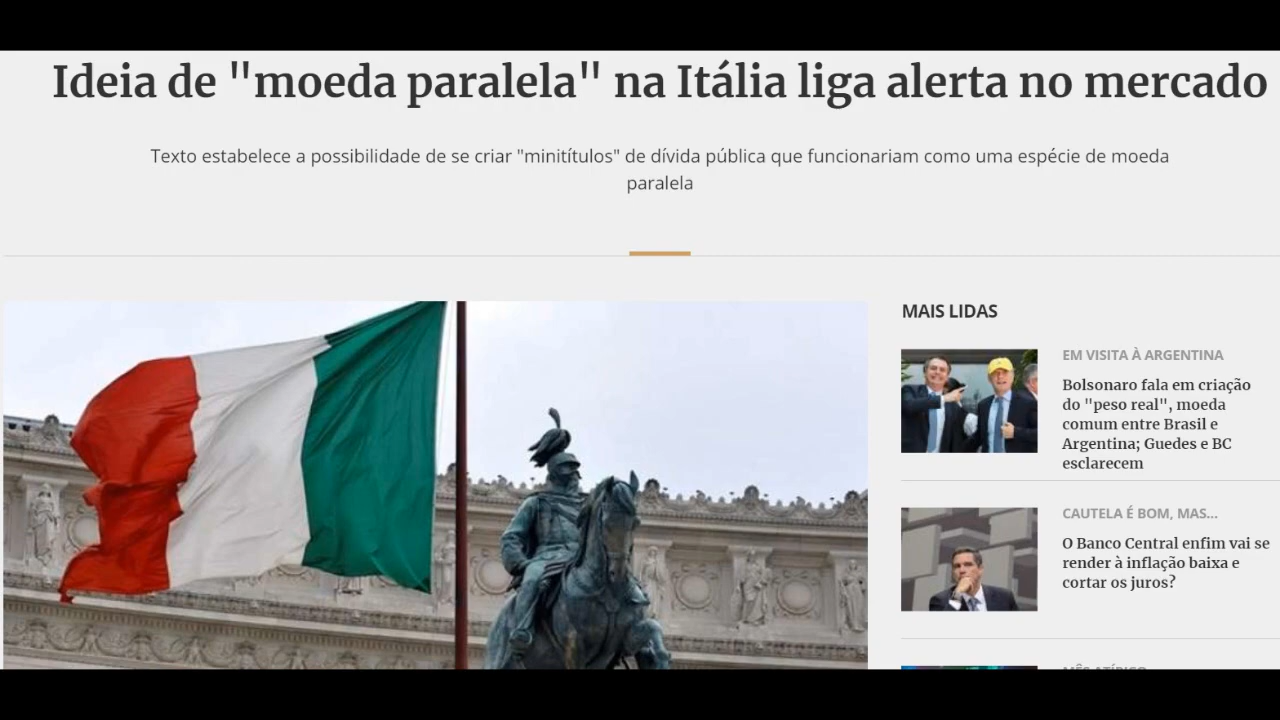 Ideia de "moeda paralela" na Itália liga alerta no mercado
Texto estabelece a possibilidade de se criar "minitítulos" de dívida pública que funcionariam como uma espécie de moeda
paralela
MAIS LIDAS
EM VISITA À ARGENTINA
Bolsonaro fala em criação
do "peso real", moeda
comum entre Brasil e
Argentina; Guedes e BC
esclarecem
CAUTELA É BOM, MAS...
O Banco Central enfim vai se
render à inflação baixa e
cortar os juros?